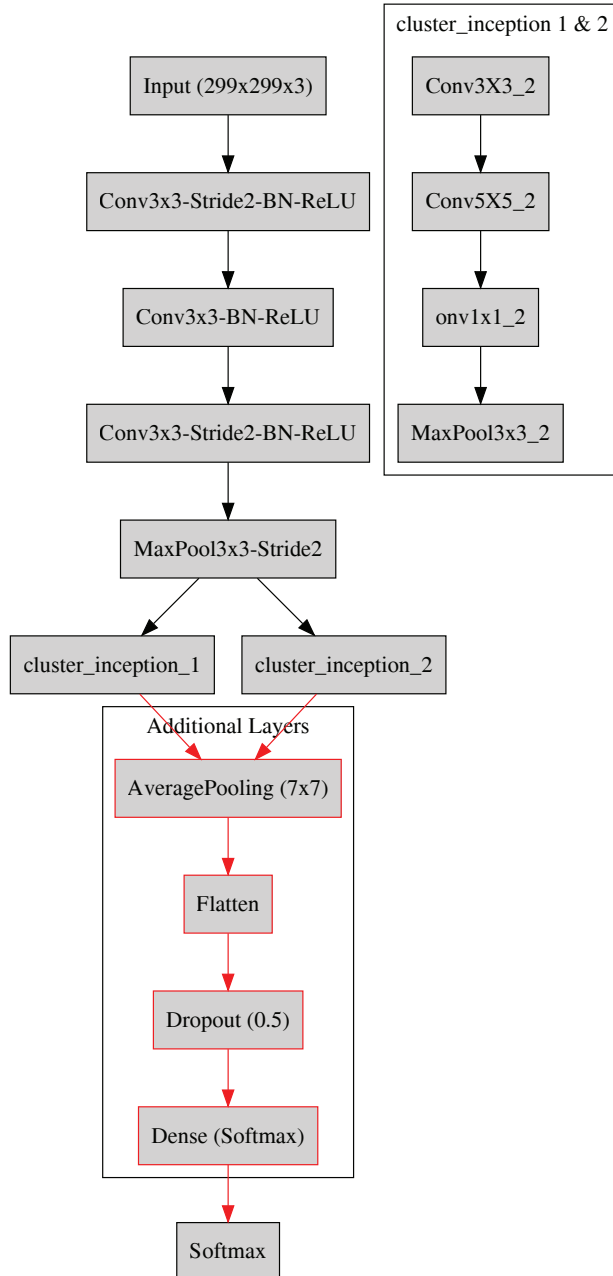 cluster_inception 1 & 2
Input (299x299x3)
Conv3X3_2
Conv3x3-Stride2-BN-ReLU
Conv5X5_2
Conv3x3-BN-ReLU
onv1x1_2
Conv3x3-Stride2-BN-ReLU
MaxPool3x3_2
MaxPool3x3-Stride2
cluster_inception_1
cluster_inception_2
Additional Layers
AveragePooling (7x7)
Flatten
Dropout (0.5)
Dense (Softmax)
Softmax